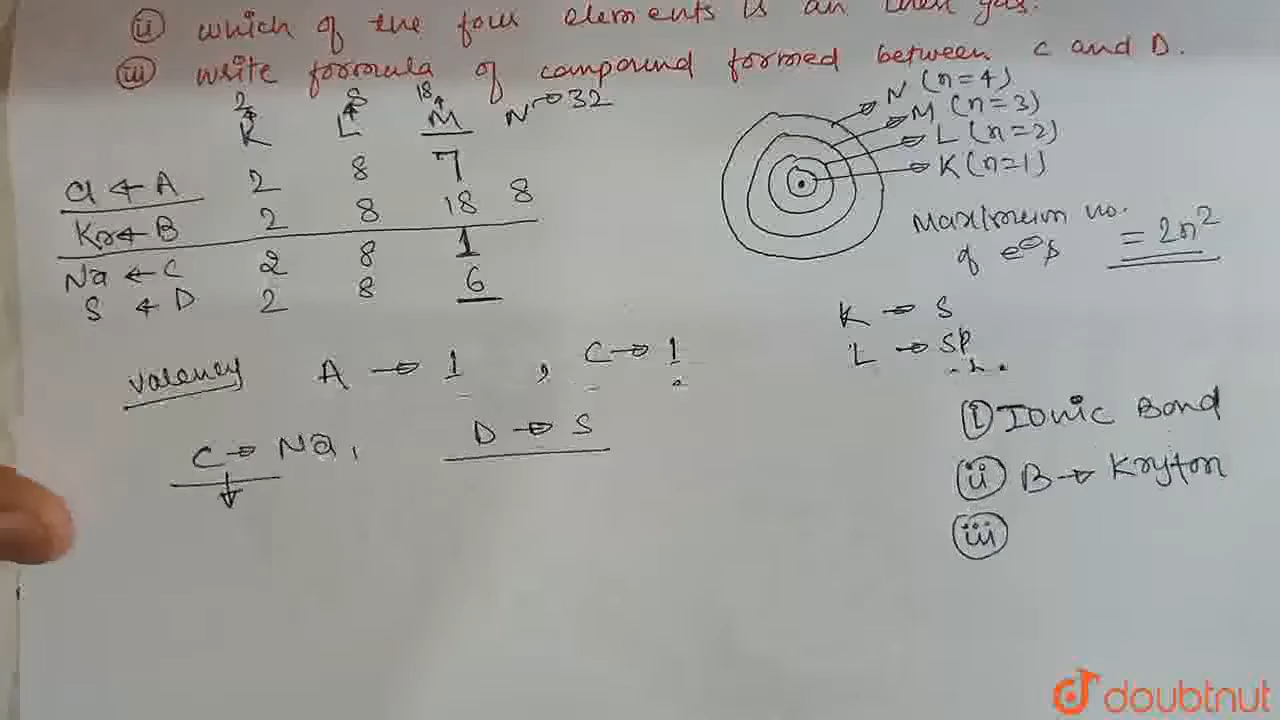 (ii) which of the four elements is an inert gas.
(iii) write formula of compound formed between C and D.
2 8 18
K L M N → 32
Cl ← A 2 8 7
Kr ← B 2 8 18 8
Na ← C 2 8 1
S ← D 2 8 6
N (n=4)
M (n=3)
L (n=2)
K (n=1)
Maximum no.
of e⊖s = 2n²
K → S
L → SP
valency A → 1 , C → 1
C → Na, D → S
(i) Ionic Bond
(ii) B → Kryton
(iii)
doubtnut